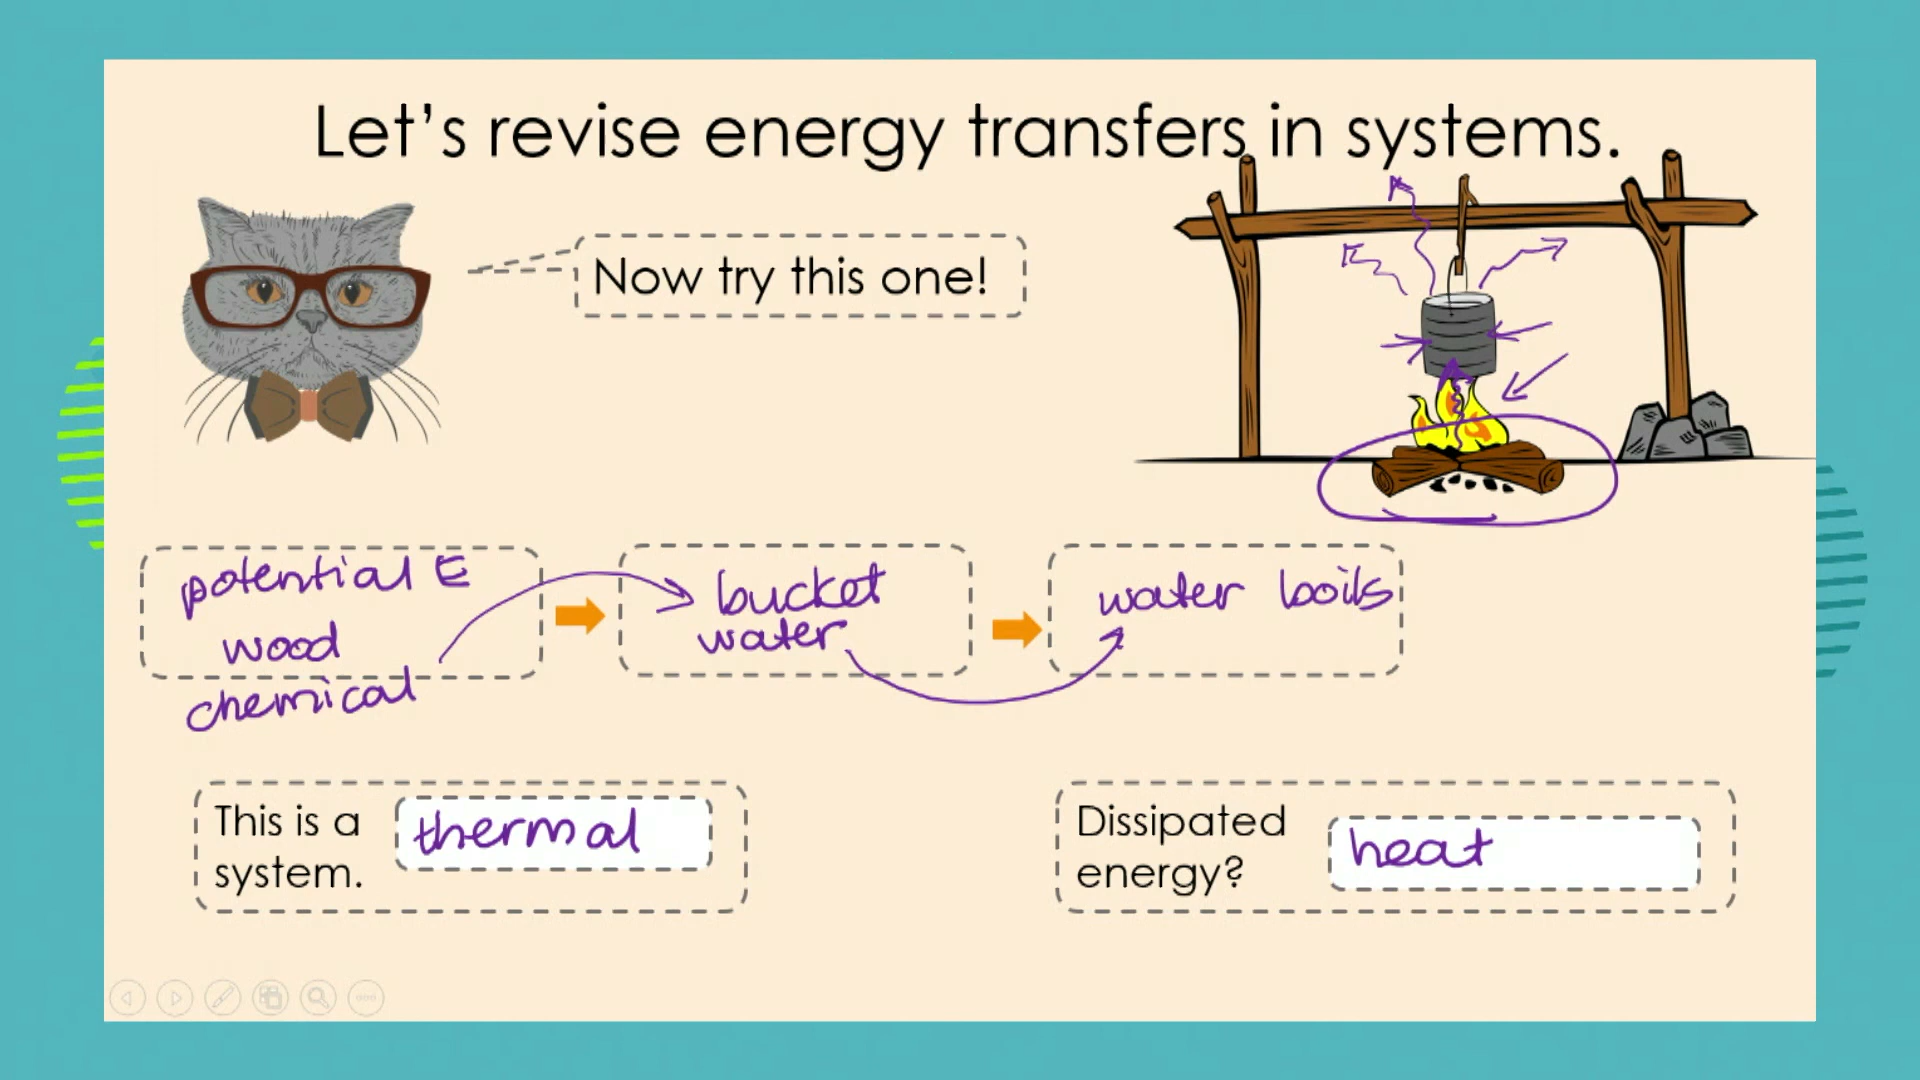 Let's revise energy transfers in systems.
Now try this one!
potential E
wood
chemical
bucket
water
water boils
This is a
system.
thermal
Dissipated
energy?
heat